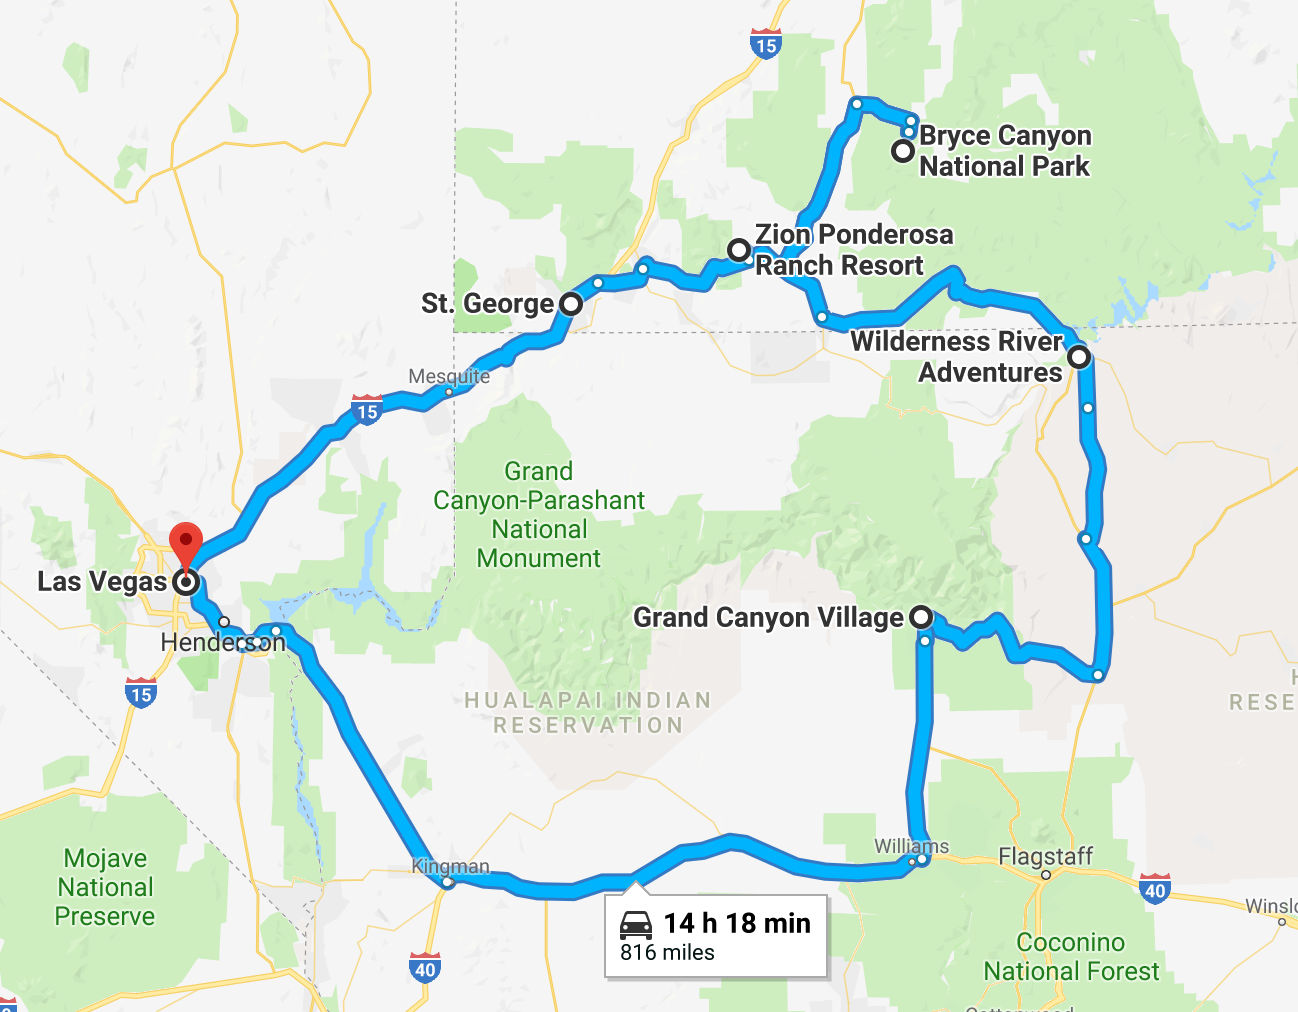 15
Bryce Canyon
National Park
Zion Ponderosa
Ranch Resort
St. George
Wilderness River
Adventures
Mesquite
15
Grand
Canyon-Parashant
National
Monument
Las Vegas
Grand Canyon Village
Henderson
15
HUALAPAI INDIAN
RESERVATION
RESE
Mojave
National
Preserve
Kingman
Williams
Flagstaff
40
Winslo
14 h 18 min
816 miles
40
Coconino
National Forest